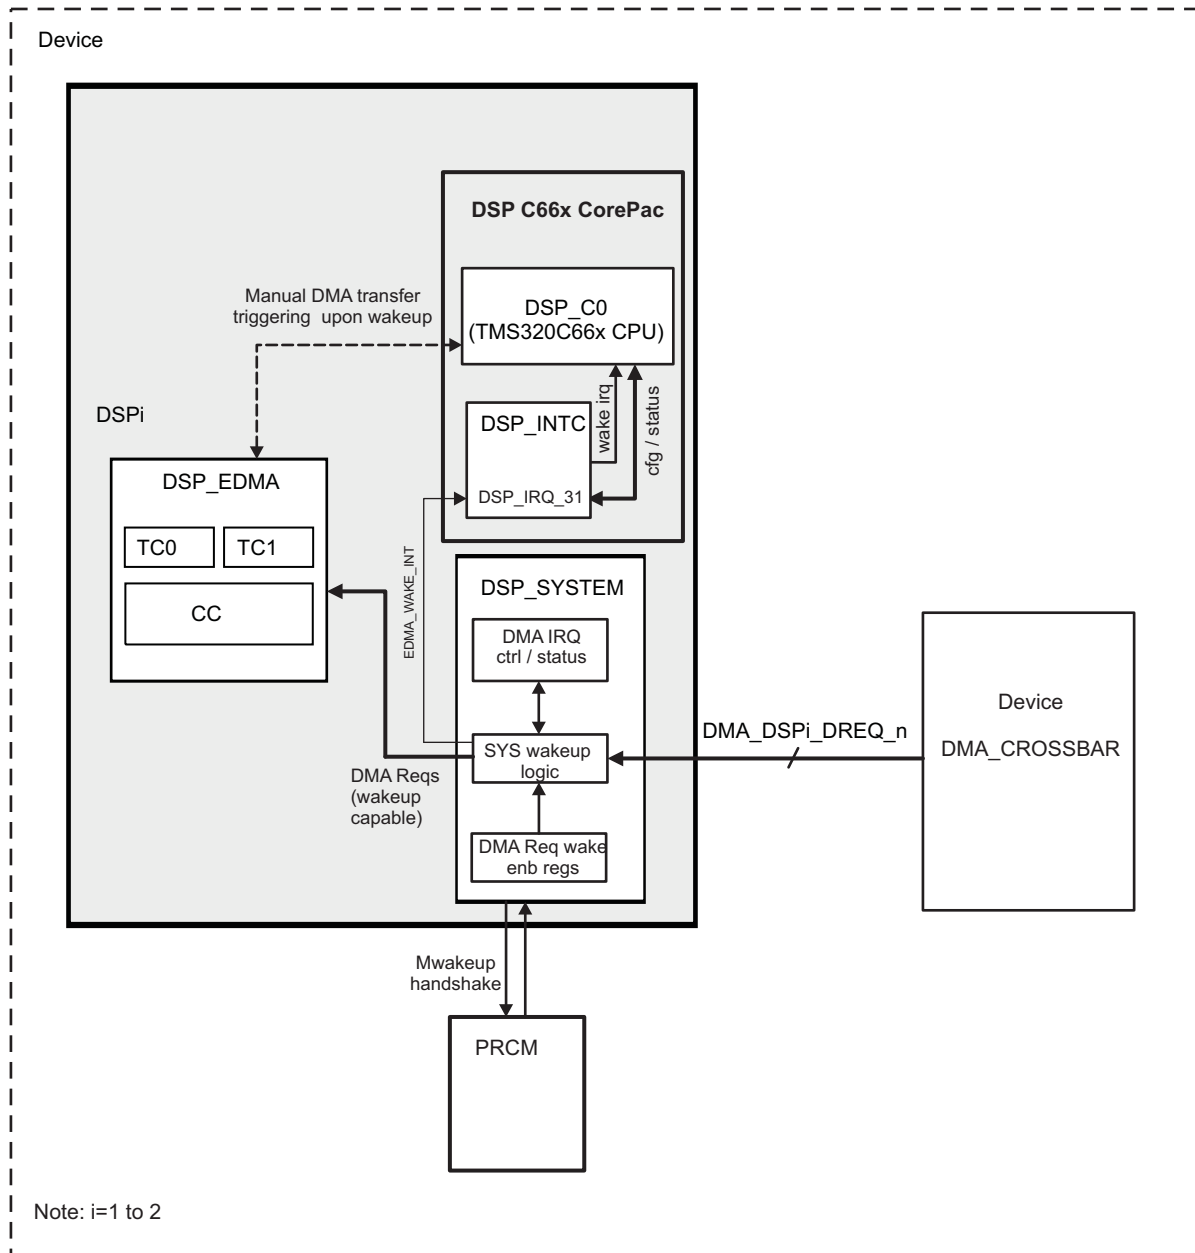 Device
DSP C66x CorePac
DSP_C0
(TMS320C66x CPU)
Manual DMA transfer
triggering upon wakeup
wake irq
cfg / status
DSPi
DSP_INTC
DSP_IRQ_31
DSP_EDMA
TC0
TC1
CC
EDMA_WAKE_INT
DSP_SYSTEM
DMA IRQ
ctrl / status
SYS wakeup
logic
DMA Req wake
enb regs
DMA Reqs
(wakeup
capable)
DMA_DSPi_DREQ_n
Device
DMA_CROSSBAR
Mwakeup
handshake
PRCM
Note: i=1 to 2